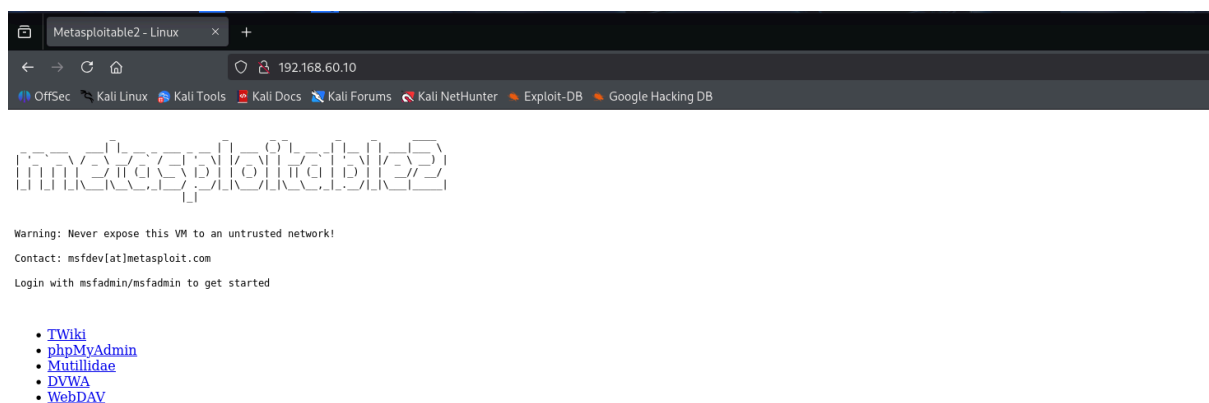 Metasploitable2 - Linux
192.168.60.10
OffSec Kali Linux Kali Tools Kali Docs Kali Forums Kali NetHunter Exploit-DB Google Hacking DB
metasploitable2
Warning: Never expose this VM to an untrusted network!
Contact: msfdev[at]metasploit.com
Login with msfadmin/msfadmin to get started
TWiki
phpMyAdmin
Mutillidae
DVWA
WebDAV